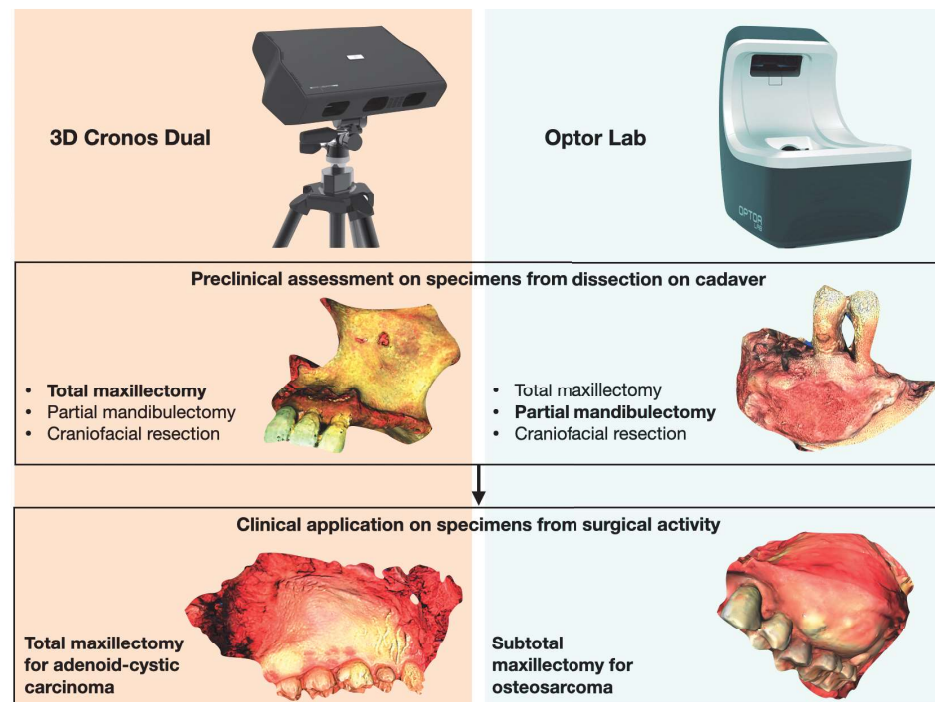 3D Cronos Dual
Optor Lab
OPTOR
LAB
Preclinical assessment on specimens from dissection on cadaver
• Total maxillectomy
• Partial mandibulectomy
• Craniofacial resection
• Total maxillectomy
• Partial mandibulectomy
• Craniofacial resection
Clinical application on specimens from surgical activity
Total maxillectomy
for adenoid-cystic
carcinoma
Subtotal
maxillectomy for
osteosarcoma